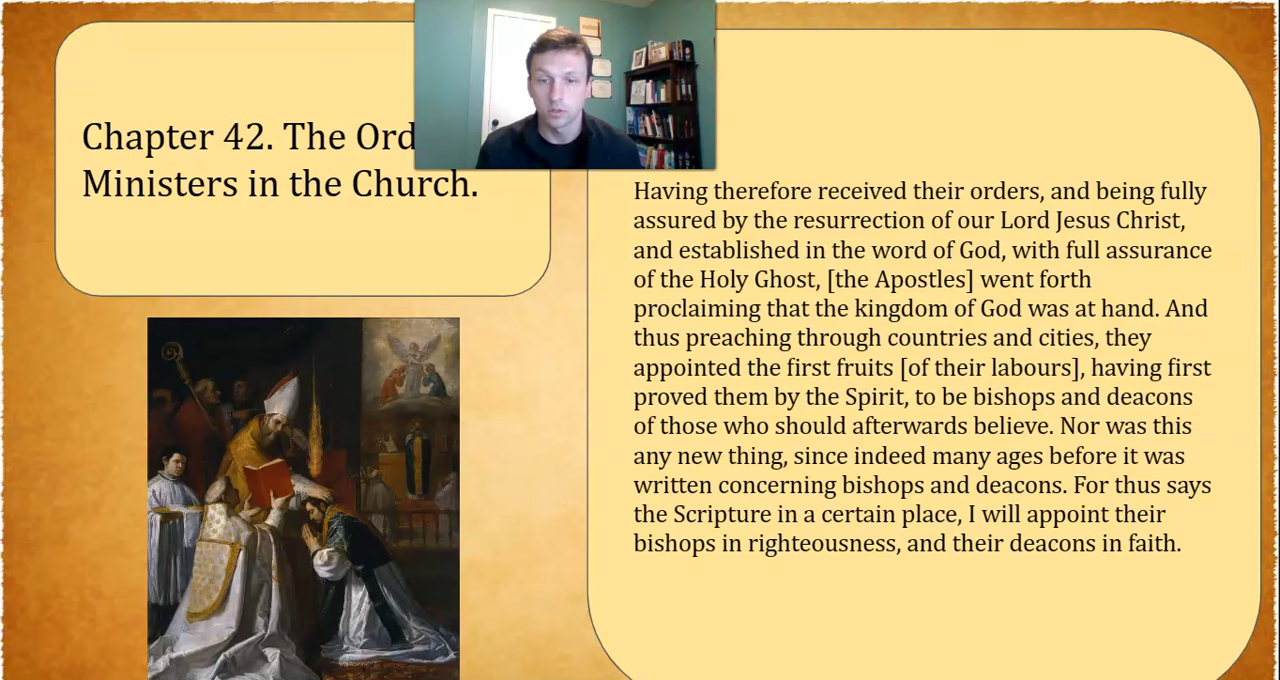 Chapter 42. The Ord
Ministers in the Church.
Having therefore received their orders, and being fully
assured by the resurrection of our Lord Jesus Christ,
and established in the word of God, with full assurance
of the Holy Ghost, [the Apostles] went forth
proclaiming that the kingdom of God was at hand. And
thus preaching through countries and cities, they
appointed the first fruits [of their labours], having first
proved them by the Spirit, to be bishops and deacons
of those who should afterwards believe. Nor was this
any new thing, since indeed many ages before it was
written concerning bishops and deacons. For thus says
the Scripture in a certain place, I will appoint their
bishops in righteousness, and their deacons in faith.